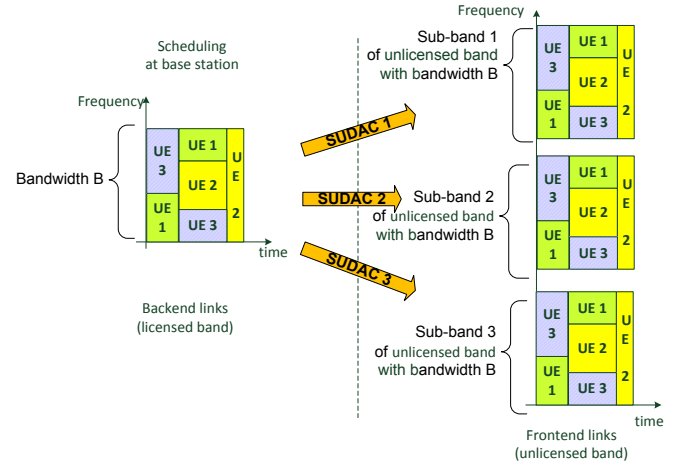 Scheduling
at base station
Frequency
Bandwidth B
UE
3
UE
1
UE 1
UE 2
UE 3
U
E
2
time
Backend links
(licensed band)
SUDAC 1
SUDAC 2
SUDAC 3
Frequency
Sub-band 1
of unlicensed band
with bandwidth B
UE
3
UE
1
UE 1
UE 2
UE 3
U
E
2
Sub-band 2
of unlicensed band
with bandwidth B
UE
3
UE
1
UE 1
UE 2
UE 3
U
E
2
Sub-band 3
of unlicensed band
with bandwidth B
UE
3
UE
1
UE 1
UE 2
UE 3
U
E
2
time
Frontend links
(unlicensed band)